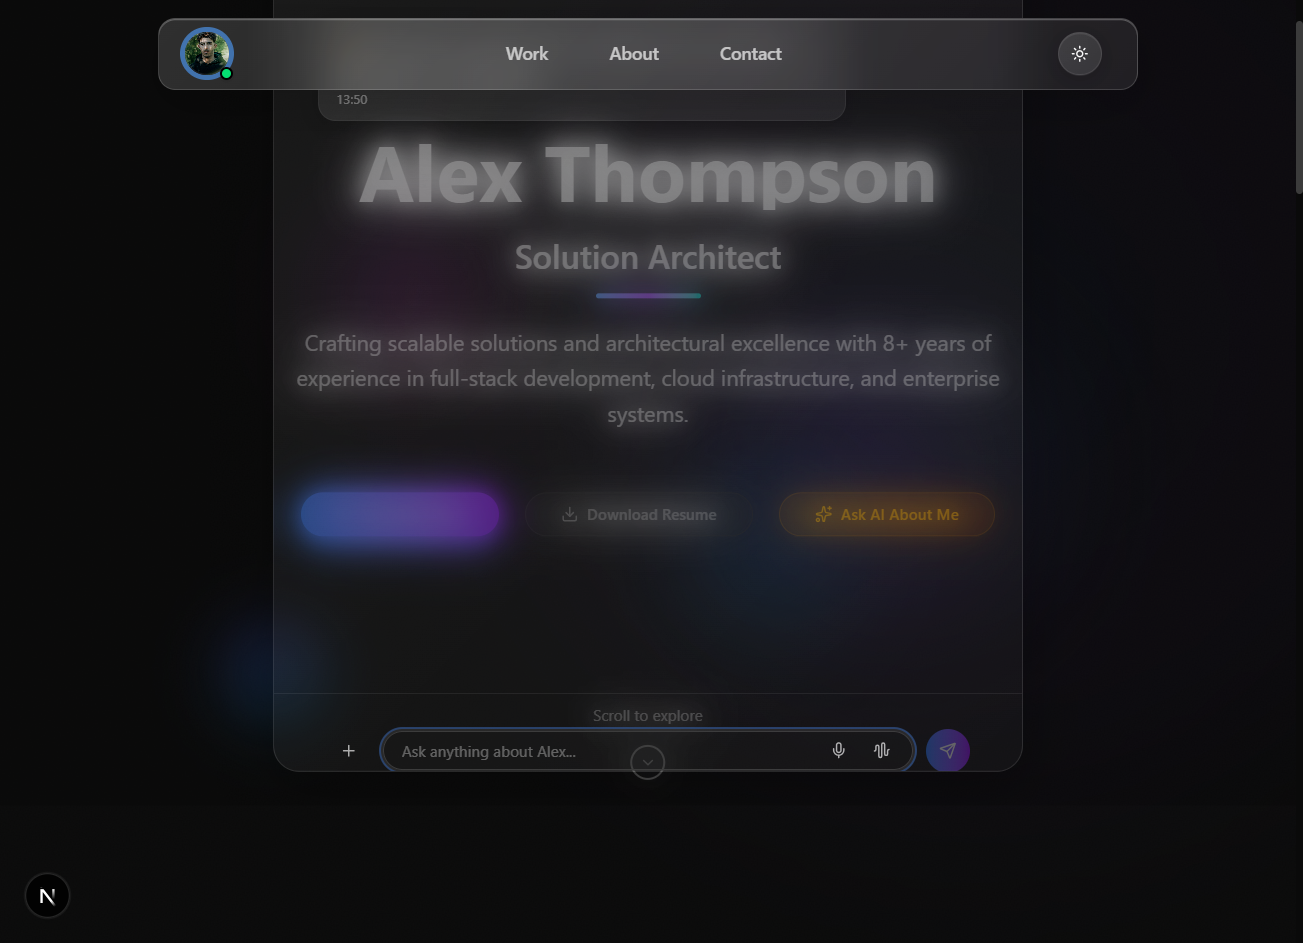 Work About Contact
13:50
Alex Thompson
Solution Architect
Crafting scalable solutions and architectural excellence with 8+ years of
experience in full-stack development, cloud infrastructure, and enterprise
systems.
Download Resume
Ask AI About Me
Scroll to explore
Ask anything about Alex...
N